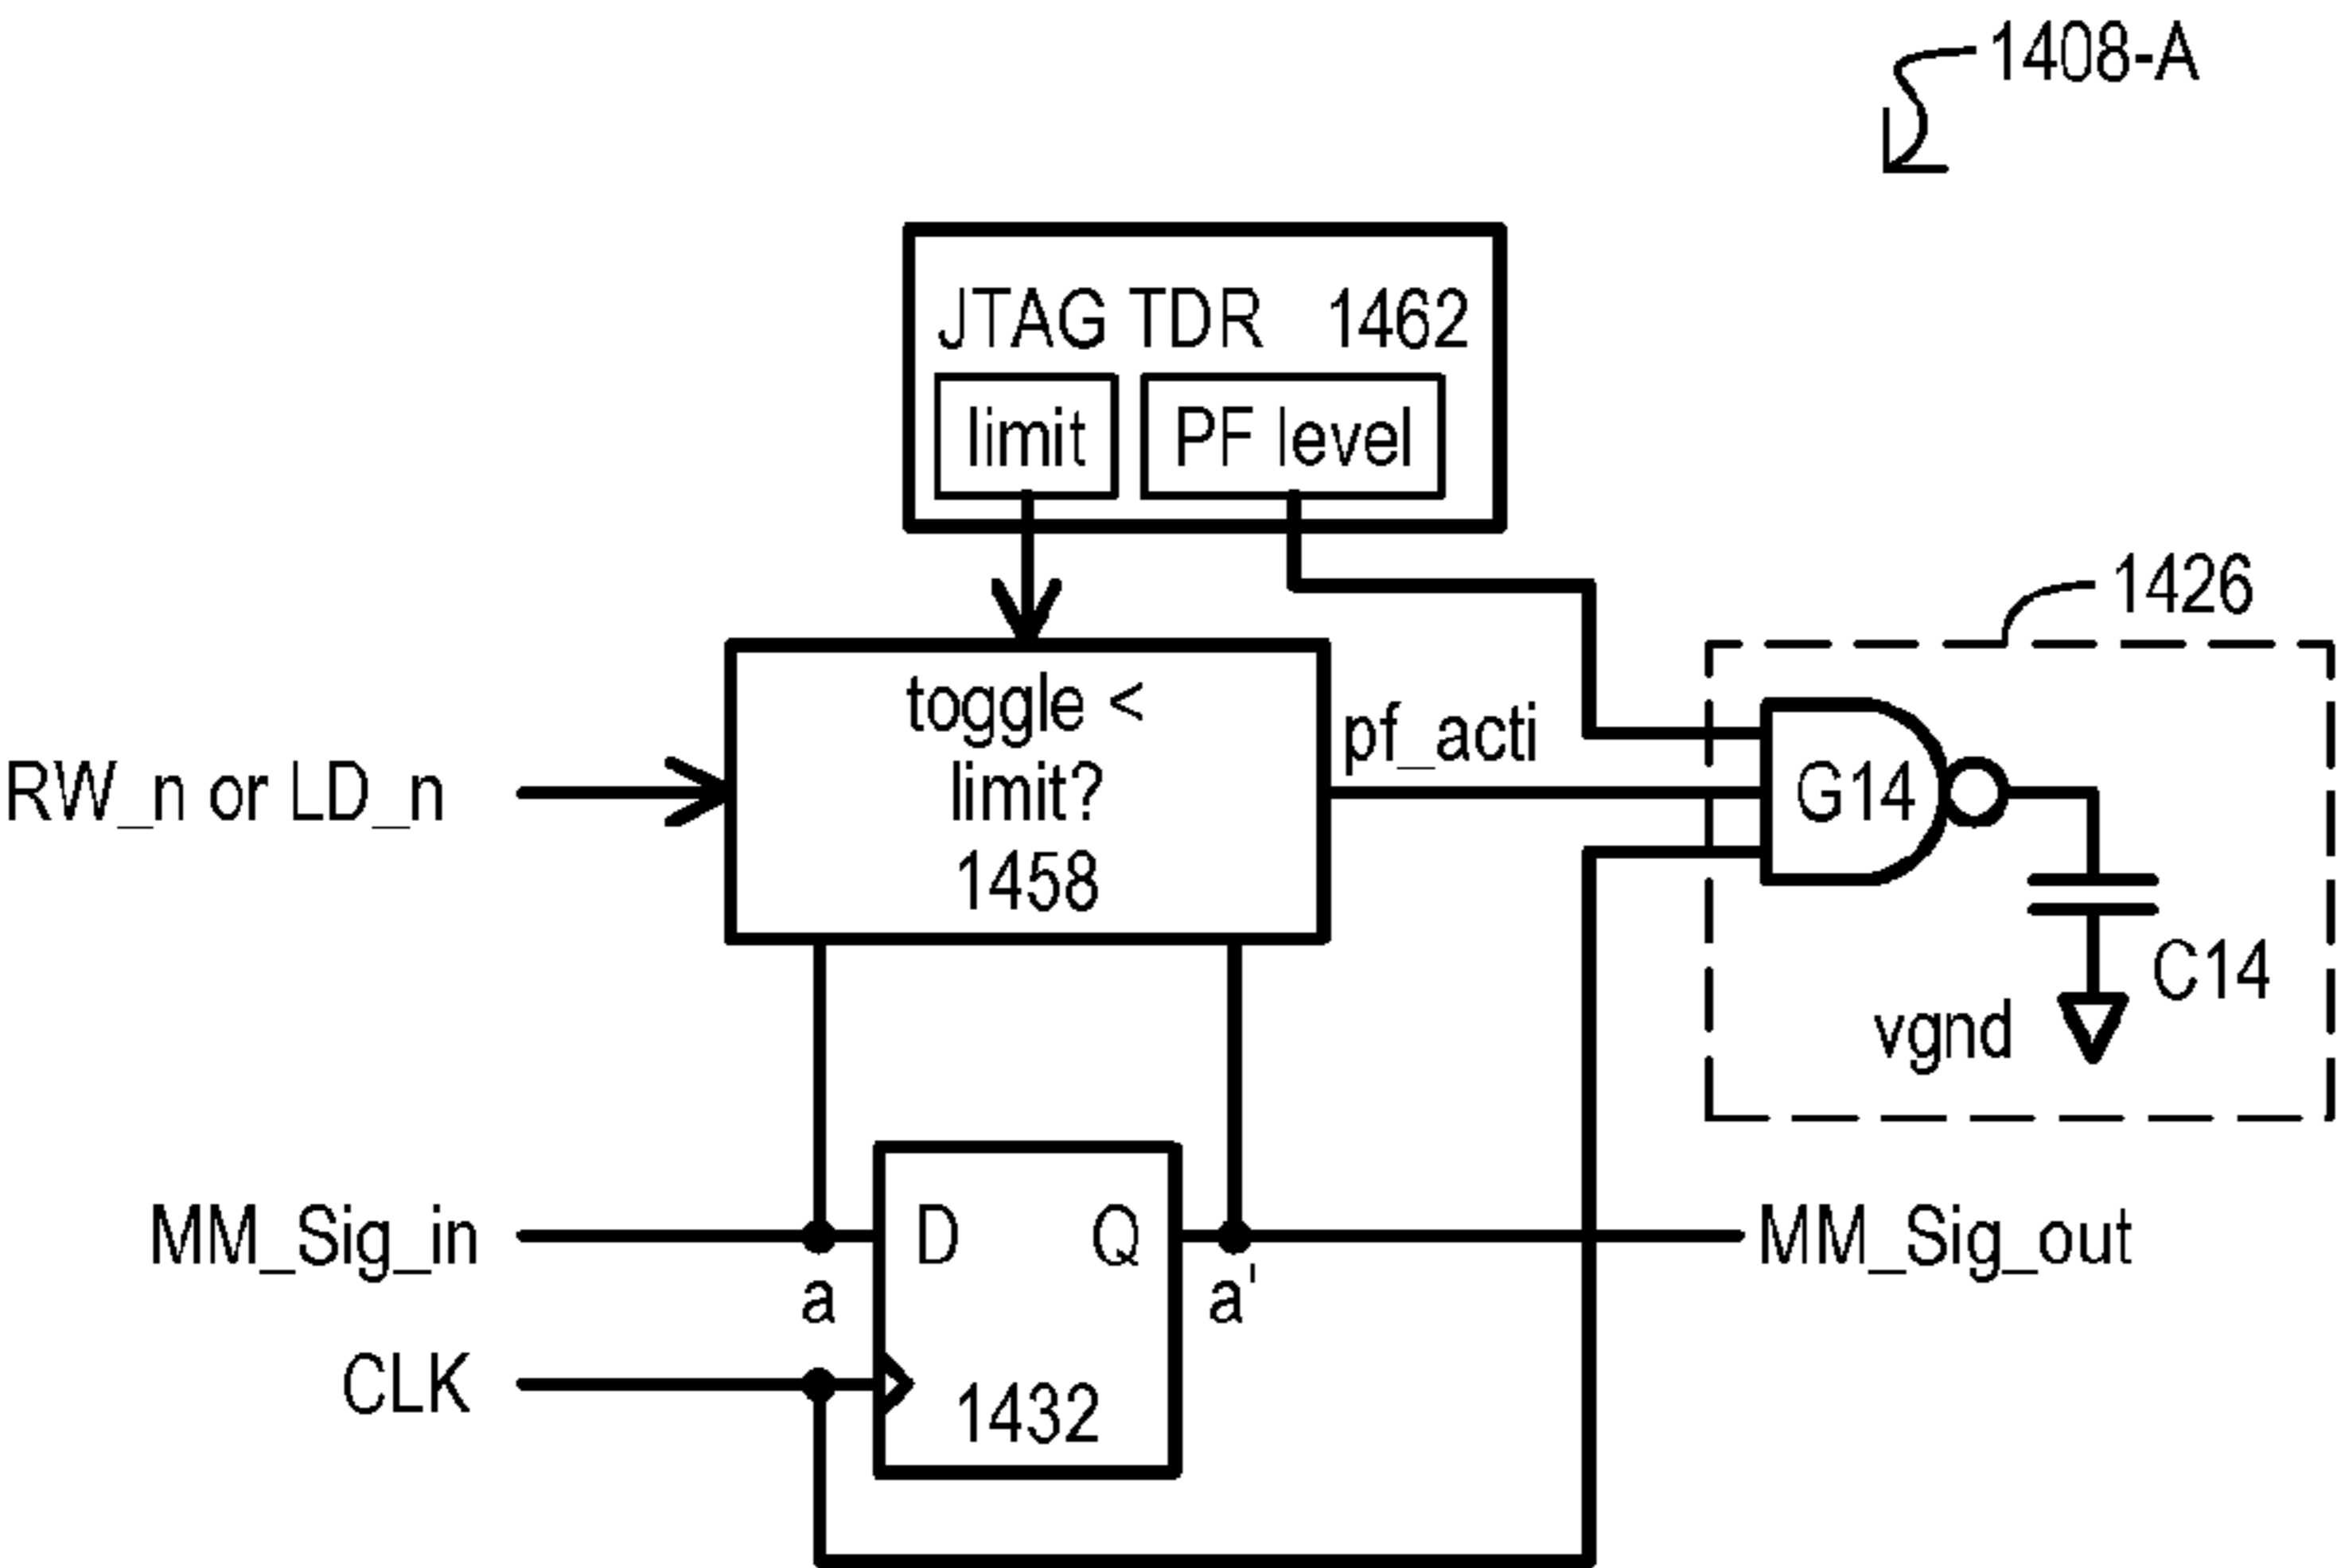 1408-A
JTAG TDR 1462
limit
PF level
1426
toggle <
limit?
1458
pf_acti
RW_n or LD_n
G14
C14
vgnd
MM_Sig_in
D
Q
MM_Sig_out
a
a'
CLK
1432